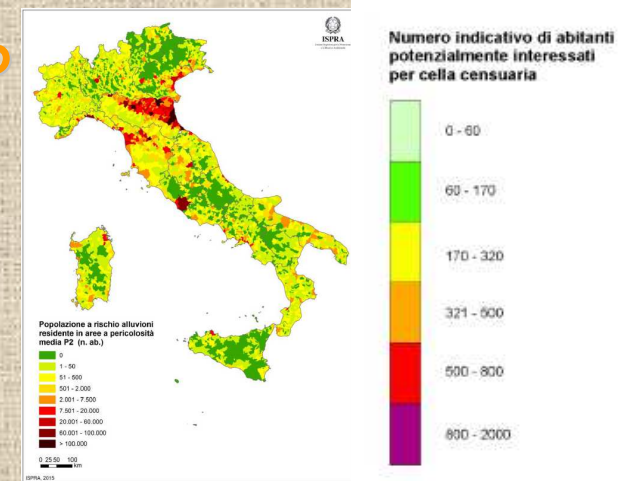 ISPRA
Popolazione a rischio alluvioni
residente in aree a pericolosità
media P2 (n. ab.)
0
1 - 50
51 - 500
501 - 2.000
2.001 - 7.500
7.501 - 20.000
20.001 - 60.000
60.001 - 100.000
> 100.000
0 25 50 100
km
ISPRA, 2015
Numero indicativo di abitanti
potenzialmente interessati
per cella censuaria
0 - 60
60 - 170
170 - 320
321 - 500
500 - 800
800 - 2000